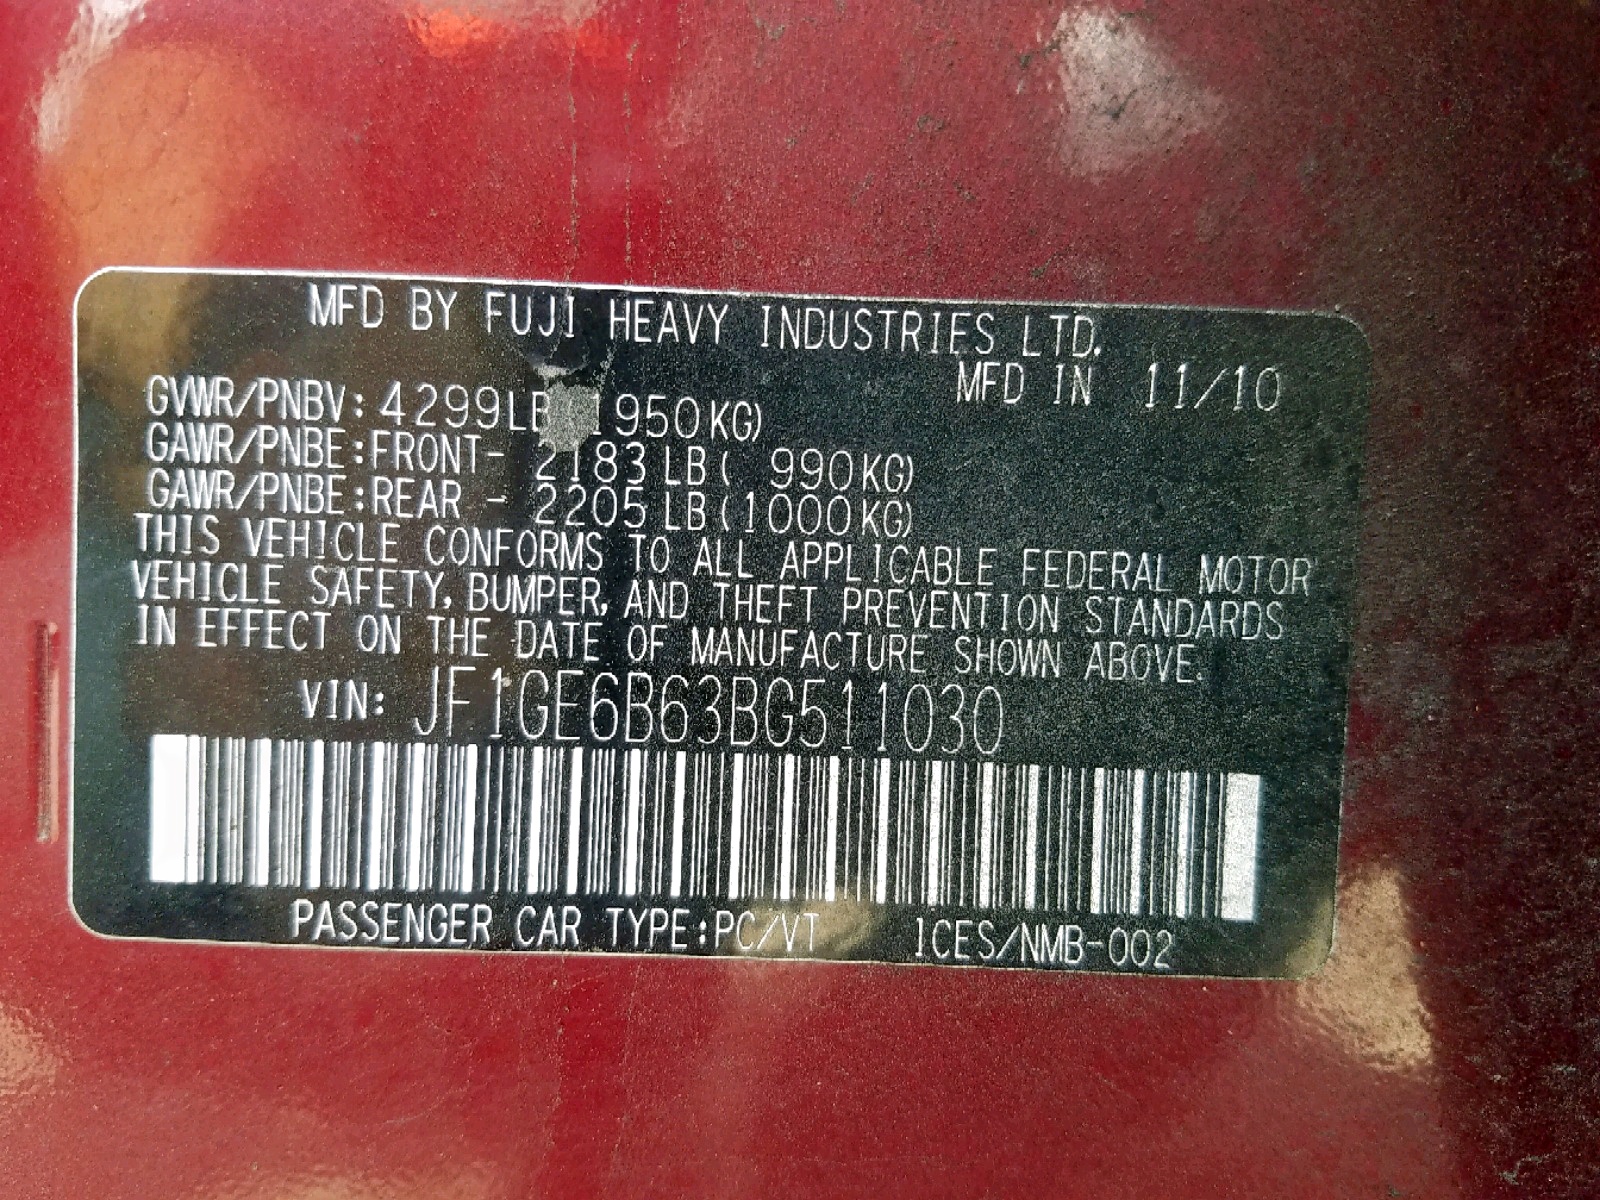 MFD BY FUJI HEAVY INDUSTRIES LTD.
MFD IN 11/10
GVWR/PNBV:4299LB(1950KG)
GAWR/PNBE:FRONT- 2183LB( 990KG)
GAWR/PNBE:REAR - 2205LB(1000KG)
THIS VEHICLE CONFORMS TO ALL APPLICABLE FEDERAL MOTOR
VEHICLE SAFETY, BUMPER, AND THEFT PREVENTION STANDARDS
IN EFFECT ON THE DATE OF MANUFACTURE SHOWN ABOVE.
VIN: JF1GE6B63BG511030
PASSENGER CAR TYPE:PC/VT ICES/NMB-002